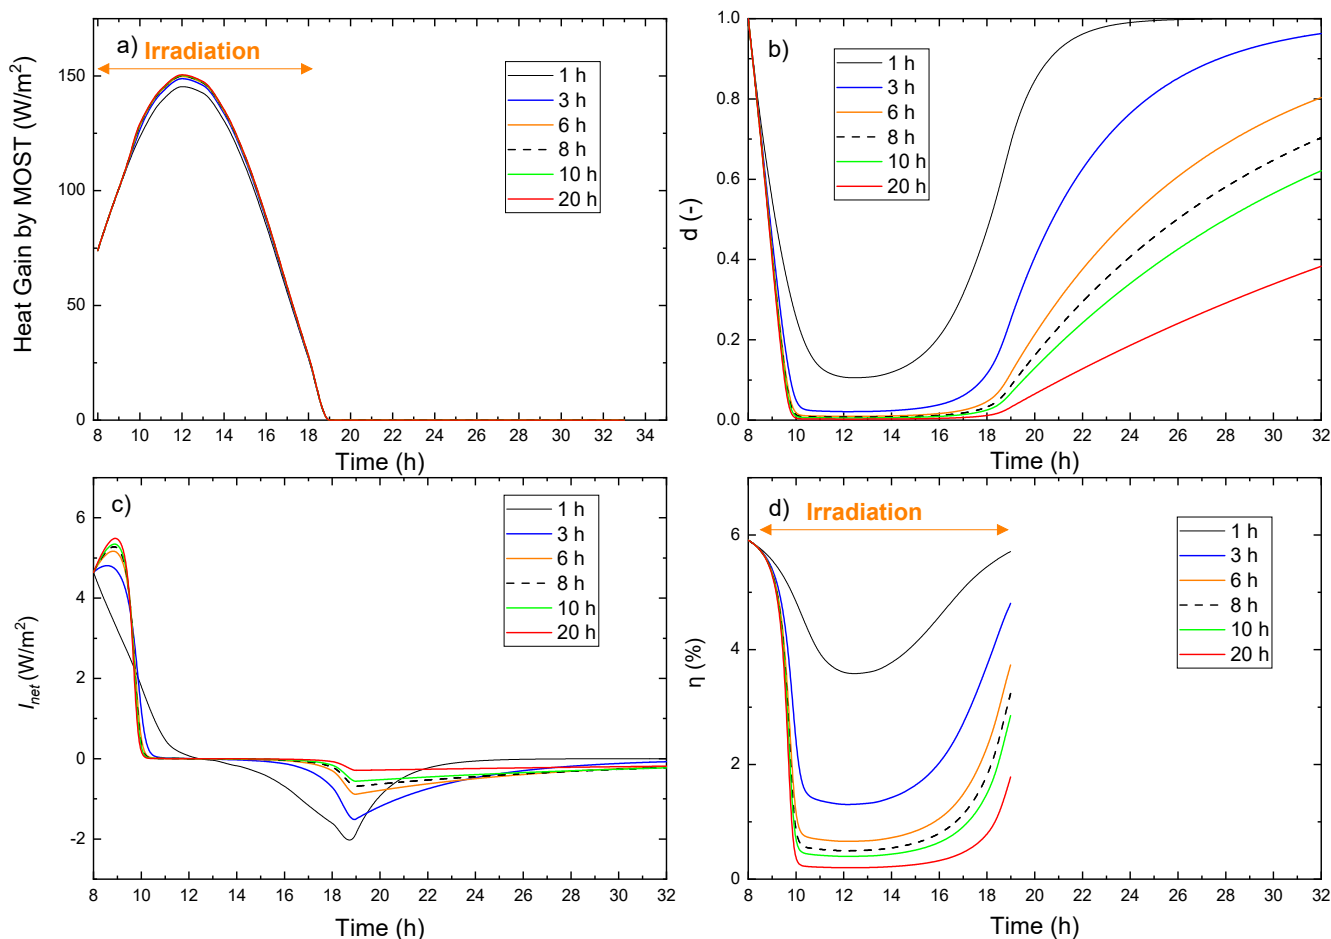 a)
Irradiation
Heat Gain by MOST (W/m²)
150
100
50
0
1 h
3 h
6 h
8 h
10 h
20 h
8 10 12 14 16 18 20 22 24 26 28 30 32 34
Time (h)
b)
d (-)
1.0
0.8
0.6
0.4
0.2
0.0
1 h
3 h
6 h
8 h
10 h
20 h
8 10 12 14 16 18 20 22 24 26 28 30 32
Time (h)
c)
I_net (W/m²)
6
4
2
0
-2
1 h
3 h
6 h
8 h
10 h
20 h
8 10 12 14 16 18 20 22 24 26 28 30 32
Time (h)
d)
Irradiation
η (%)
6
4
2
0
1 h
3 h
6 h
8 h
10 h
20 h
8 10 12 14 16 18 20 22 24 26 28 30 32
Time (h)